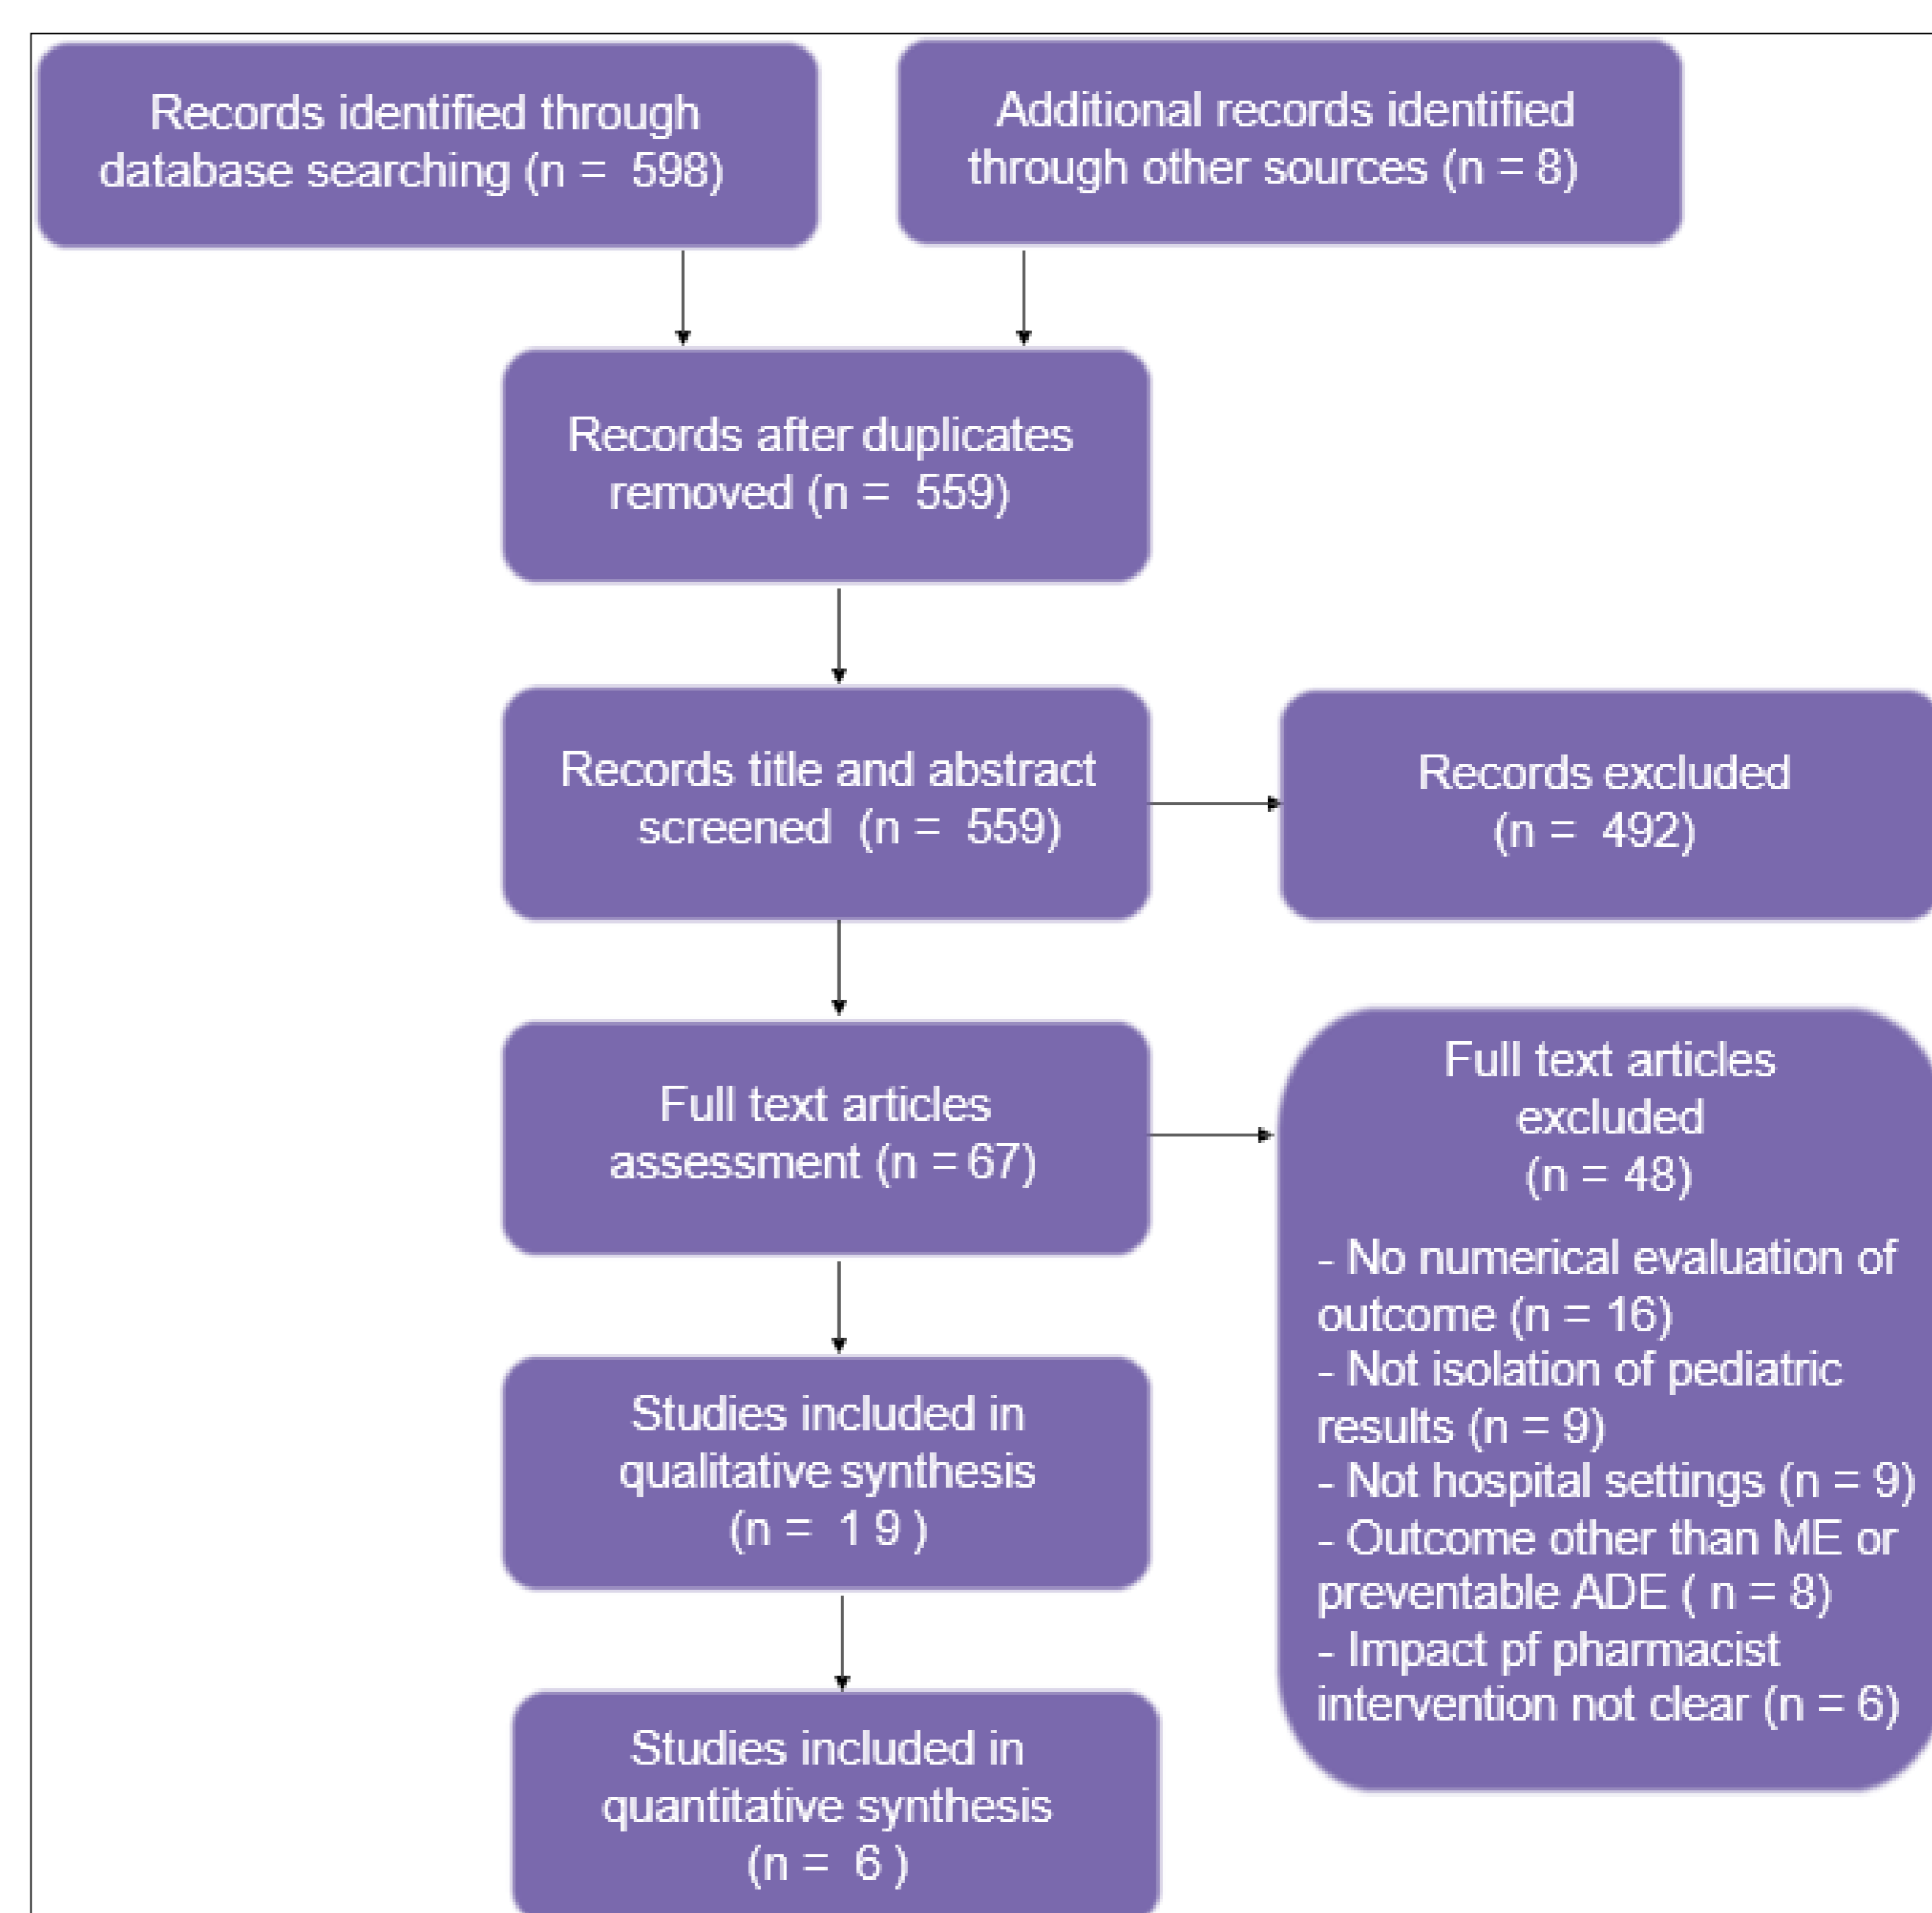 Records identified through
database searching (n = 598)
Additional records identified
through other sources (n = 8)
Records after duplicates
removed (n = 559)
Records title and abstract
screened (n = 559)
Records excluded
(n = 492)
Full text articles
assessment (n = 67)
Full text articles
excluded
(n = 48)
- No numerical evaluation of
outcome (n = 16)
- Not isolation of pediatric
results (n = 9)
- Not hospital settings (n = 9)
- Outcome other than ME or
preventable ADE ( n = 8)
- Impact pf pharmacist
intervention not clear (n = 6)
Studies included in
qualitative synthesis
(n = 1 9 )
Studies included in
quantitative synthesis
(n = 6 )